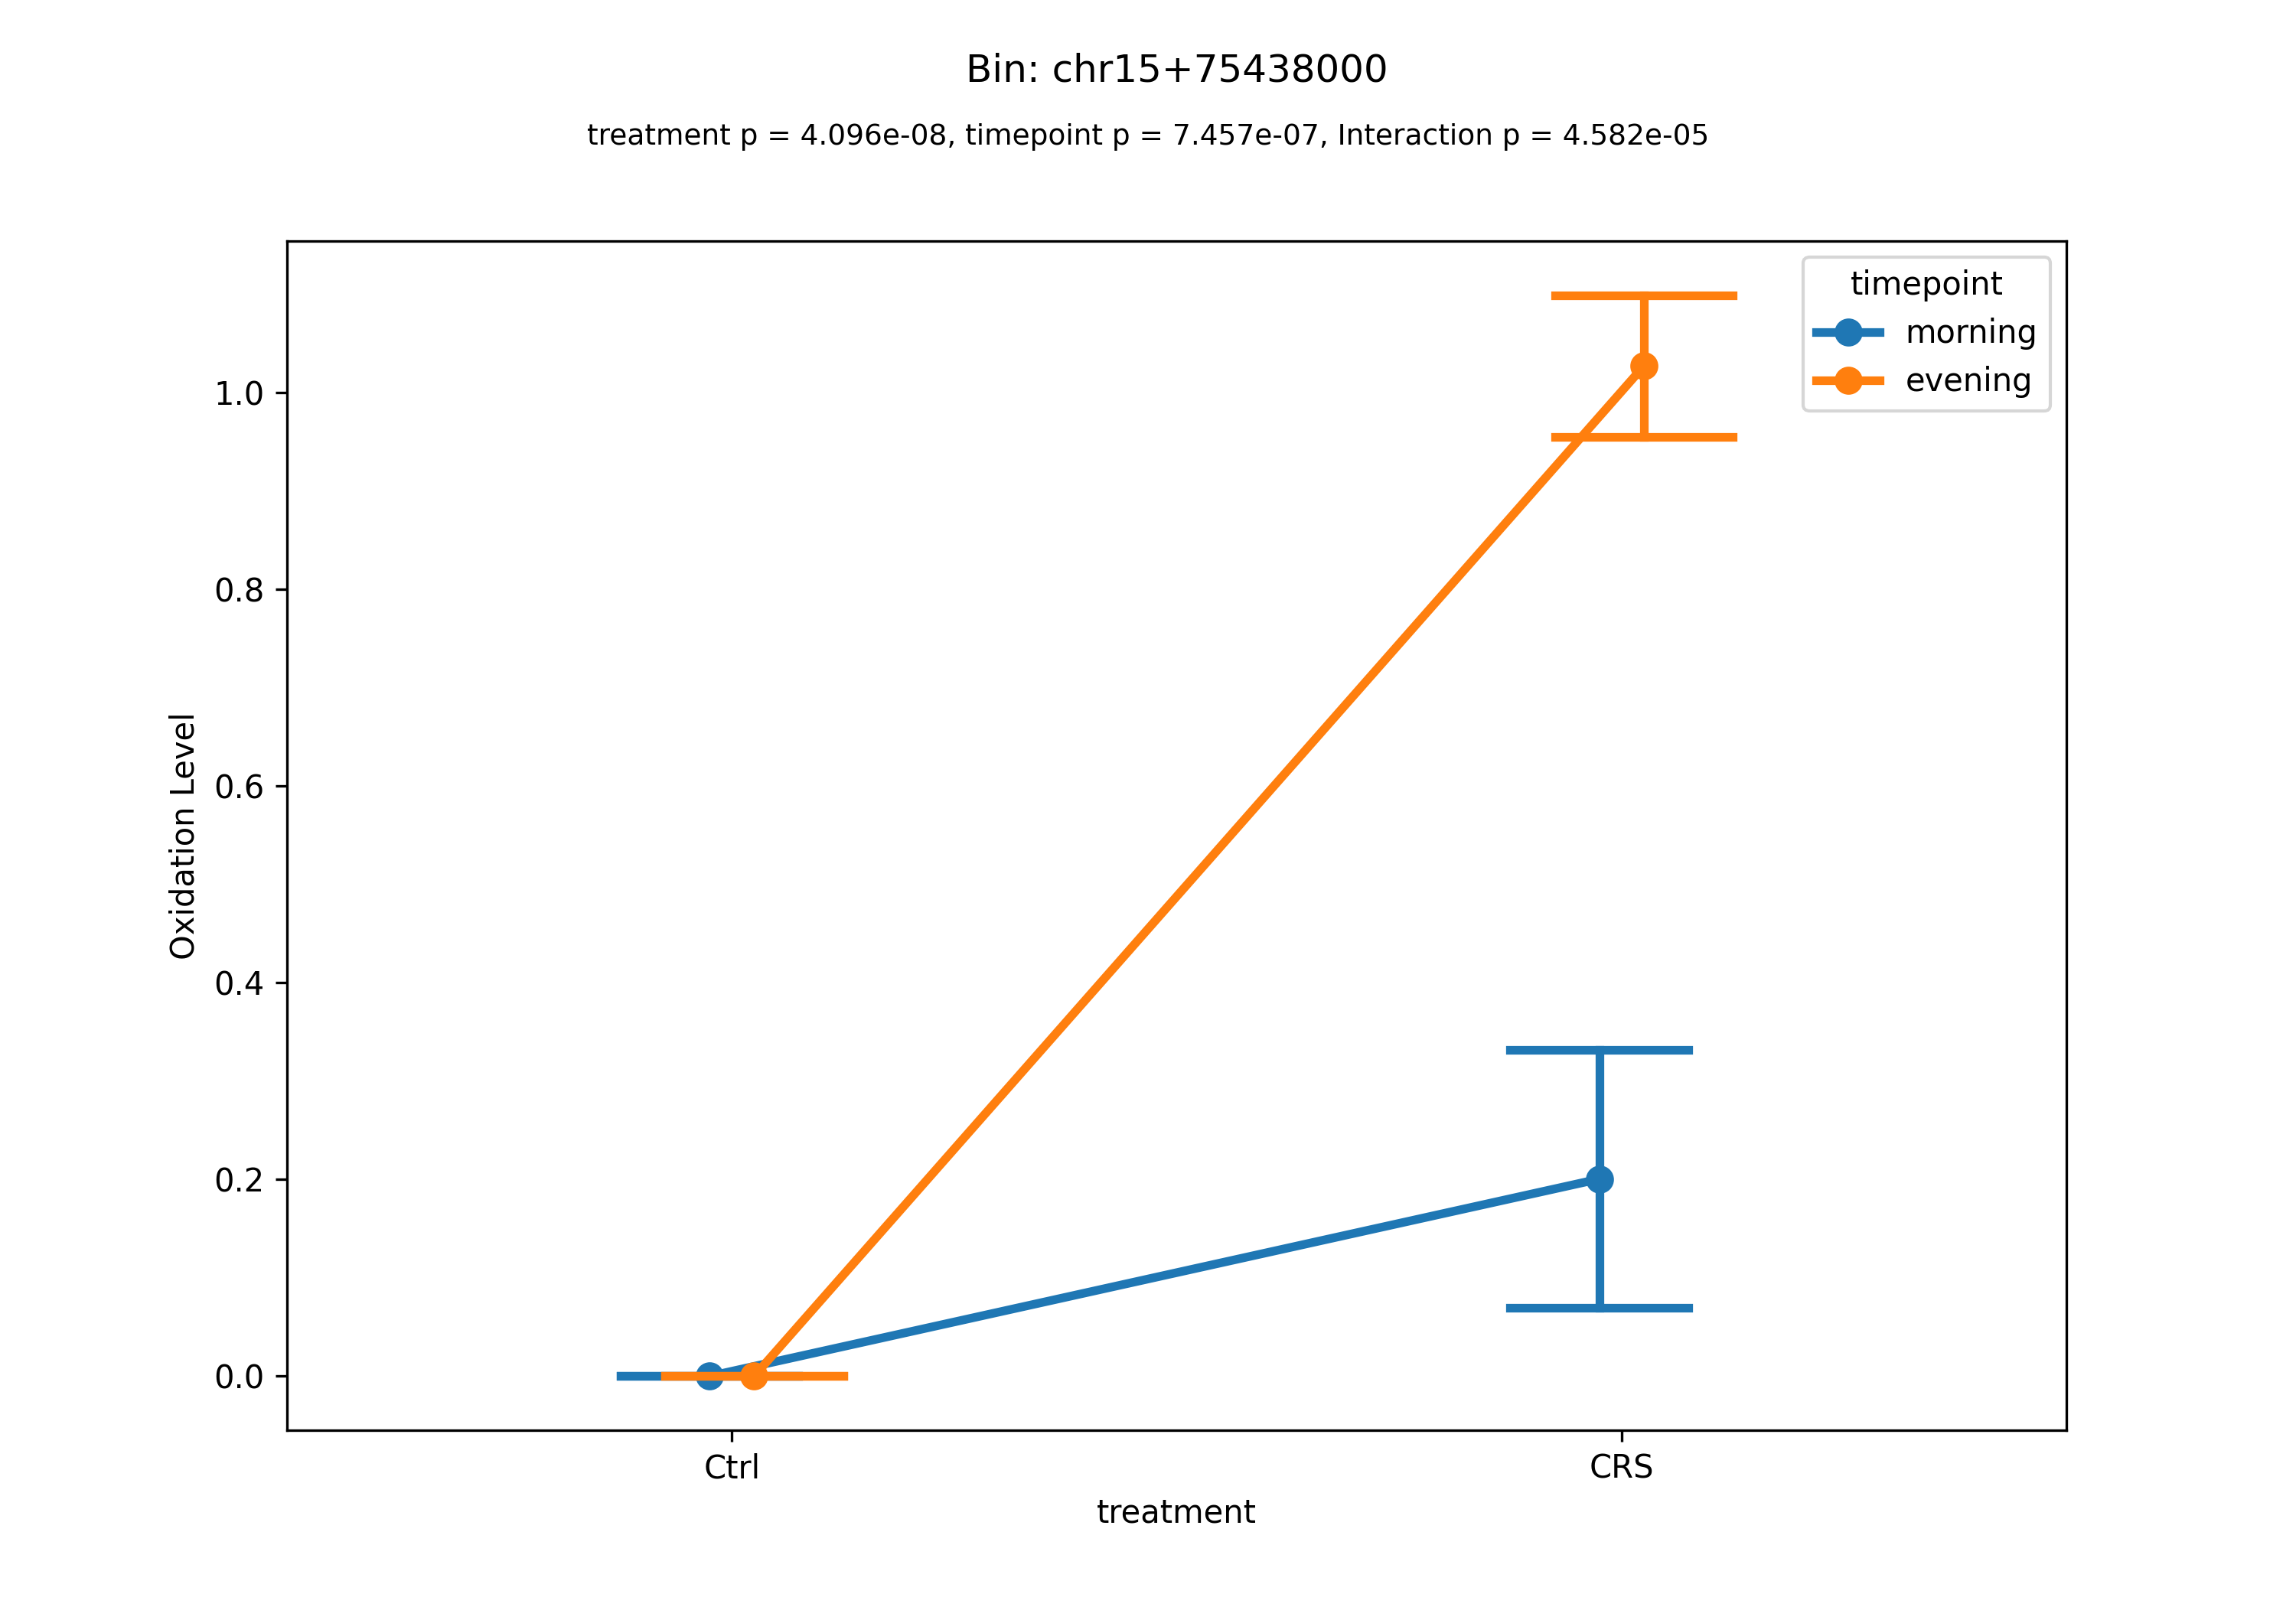 Bin: chr15+75438000
treatment p = 4.096e-08, timepoint p = 7.457e-07, Interaction p = 4.582e-05
timepoint
morning
evening
Oxidation Level
1.0
0.8
0.6
0.4
0.2
0.0
Ctrl
CRS
treatment